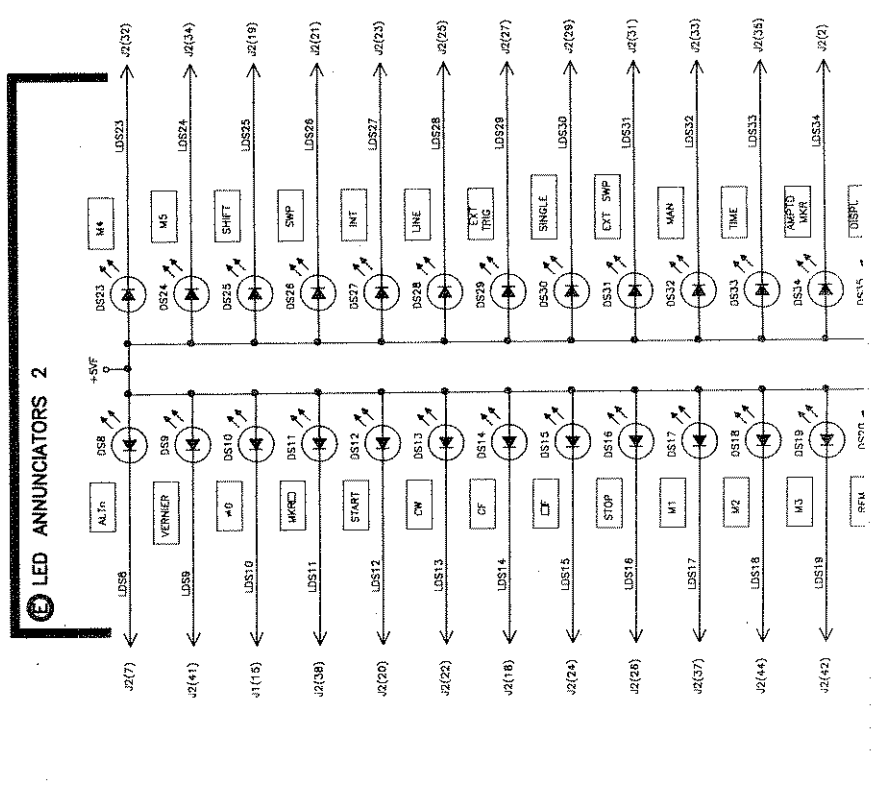 E LED ANNUNCIATORS 2
J2(32)
J2(34)
J2(19)
J2(21)
J2(23)
J2(25)
J2(27)
J2(29)
J2(31)
J2(33)
J2(35)
J2(2)
LDS23
LDS24
LDS25
LDS26
LDS27
LDS28
LDS29
LDS30
LDS31
LDS32
LDS33
LDS34
M4
M5
SHIFT
SWP
INT
LINE
EXT
TRIG
SINGLE
EXT SWP
MAN
TIME
AMPTD
MKR
DISPL
DS23
DS24
DS25
DS26
DS27
DS28
DS29
DS30
DS31
DS32
DS33
DS34
DS35
+5VF
DS8
DS9
DS10
DS11
DS12
DS13
DS14
DS15
DS16
DS17
DS18
DS19
DS20
ALTn
VERNIER
START
CW
CF
STOP
M1
M2
M3
REM
LDS8
LDS9
LDS10
LDS11
LDS12
LDS13
LDS14
LDS15
LDS16
LDS17
LDS18
LDS19
J2(7)
J2(41)
J1(15)
J2(38)
J2(20)
J2(22)
J2(18)
J2(24)
J2(26)
J2(37)
J2(44)
J2(42)